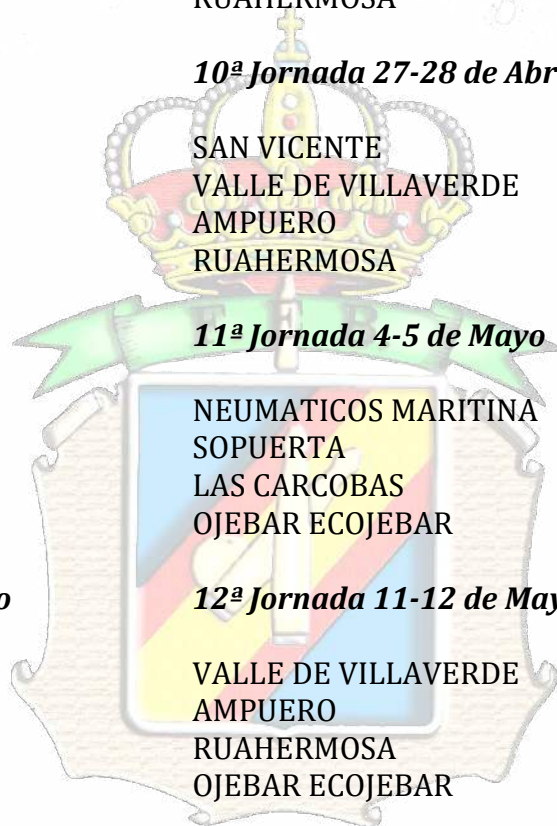 RUAHERMOSA
10ª Jornada 27-28 de Abr
SAN VICENTE
VALLE DE VILLAVERDE
AMPUERO
RUAHERMOSA
11ª Jornada 4-5 de Mayo
NEUMATICOS MARITINA
SOPUERTA
LAS CARCOBAS
OJEBAR ECOJEBAR
o
12ª Jornada 11-12 de May
VALLE DE VILLAVERDE
AMPUERO
RUAHERMOSA
OJEBAR ECOJEBAR